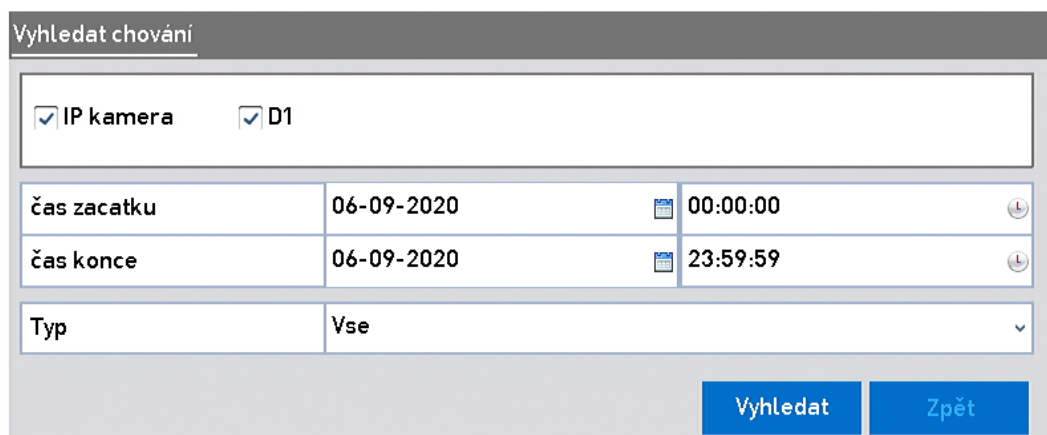 Vyhledat chování
IP kamera D1
čas zacatku 06-09-2020 00:00:00
čas konce 06-09-2020 23:59:59
Typ Vse
Vyhledat Zpět